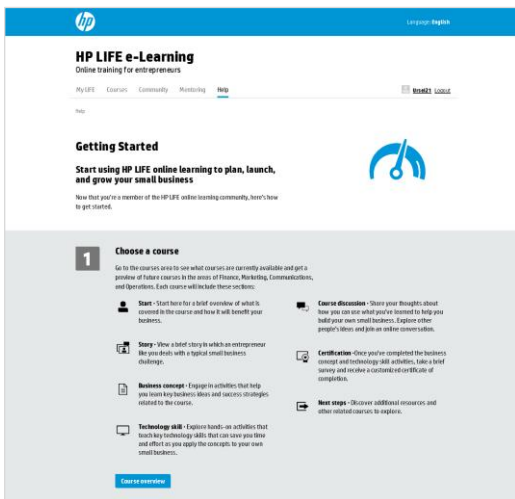 hp
Language: English
HP LIFE e-Learning
Online training for entrepreneurs
My LIFE Courses Community Mentoring Help
Ursel21 Logout
Help
Getting Started
Start using HP LIFE online learning to plan, launch,
and grow your small business
Now that you're a member of the HP LIFE online learning community, here's how
to get started.
1
Choose a course
Go to the courses area to see what courses are currently available and get a
preview of future courses in the areas of Finance, Marketing, Communications,
and Operations. Each course will include these sections:
Start - Start here for a brief overview of what is
covered in the course and how it will benefit your
business.
Story - View a brief story in which an entrepreneur
like you deals with a typical small business
challenge.
Business concept - Engage in activities that help
you learn key business ideas and success strategies
related to the course.
Technology skill - Explore hands-on activities that
teach key technology skills that can save you time
and effort as you apply the concepts to your own
small business.
Course discussion - Share your thoughts about
how you can use what you've learned to help you
build your own small business. Explore other
people's ideas and join an online conversation.
Certification -Once you've completed the business
concept and technology skill activities, take a brief
survey and receive a customized certificate of
completion.
Next steps - Discover additional resources and
other related courses to explore.
Course overview